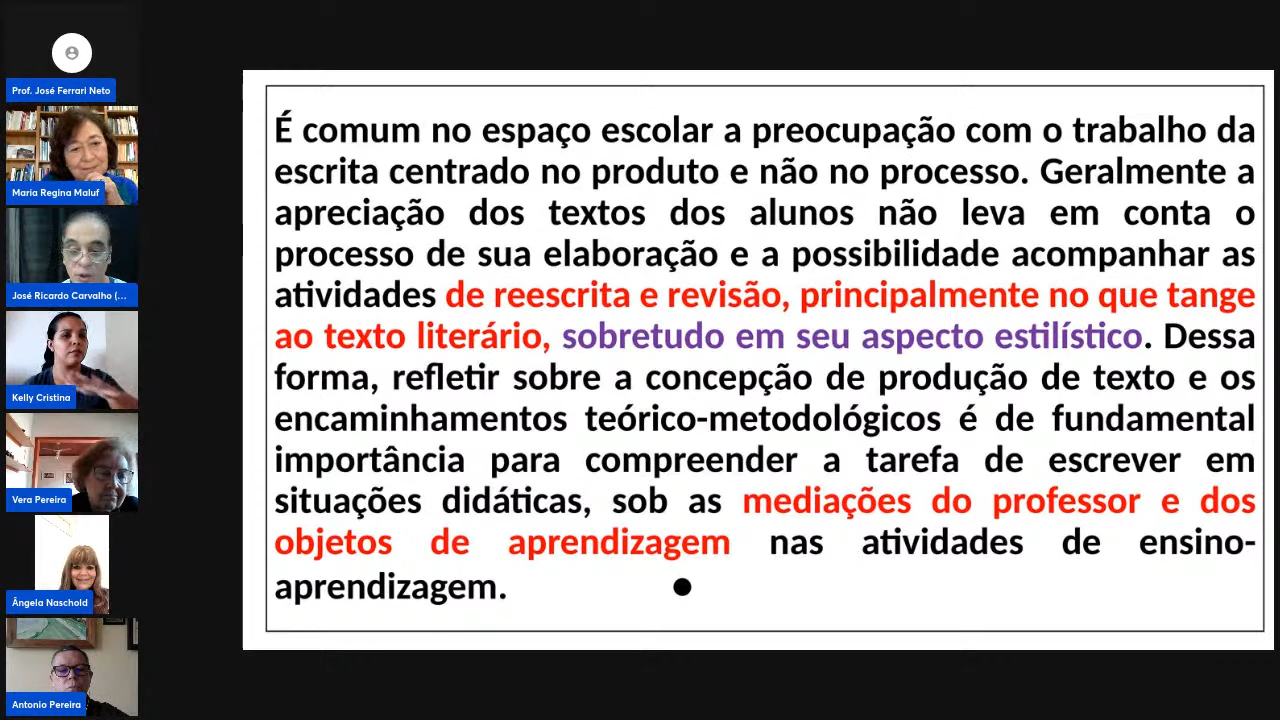 Prof. José Ferrari Neto
Maria Regina Maluf
José Ricardo Carvalho (...
Kelly Cristina
Vera Pereira
Ângela Naschold
Antonio Pereira
É comum no espaço escolar a preocupação com o trabalho da
escrita centrado no produto e não no processo. Geralmente a
apreciação dos textos dos alunos não leva em conta o
processo de sua elaboração e a possibilidade acompanhar as
atividades de reescrita e revisão, principalmente no que tange
ao texto literário, sobretudo em seu aspecto estilístico. Dessa
forma, refletir sobre a concepção de produção de texto e os
encaminhamentos teórico-metodológicos é de fundamental
importância para compreender a tarefa de escrever em
situações didáticas, sob as mediações do professor e dos
objetos de aprendizagem nas atividades de ensino-
aprendizagem. ●